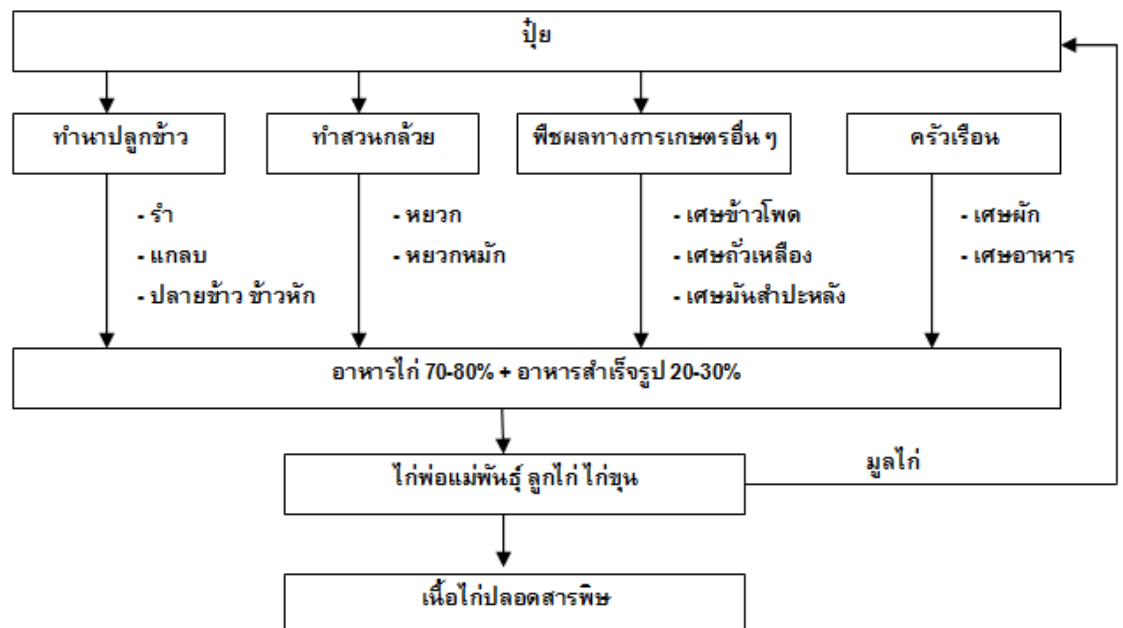 ปุ๋ย
ทำนาปลูกข้าว
ทำสวนกล้วย
พืชผลทางการเกษตรอื่น ๆ
ครัวเรือน
- รำ
- แกลบ
- ปลายข้าว ข้าวหัก
- หยวก
- หยวกหมัก
- เศษข้าวโพด
- เศษถั่วเหลือง
- เศษมันสำปะหลัง
- เศษผัก
- เศษอาหาร
อาหารไก่ 70-80% + อาหารสำเร็จรูป 20-30%
ไก่พ่อแม่พันธุ์ ลูกไก่ ไก่ขุน
มูลไก่
เนื้อไก่ปลอดสารพิษ